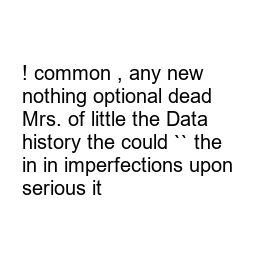 ! common , any new
nothing optional dead
Mrs. of little the Data
history the could `` the
in in imperfections upon
serious it